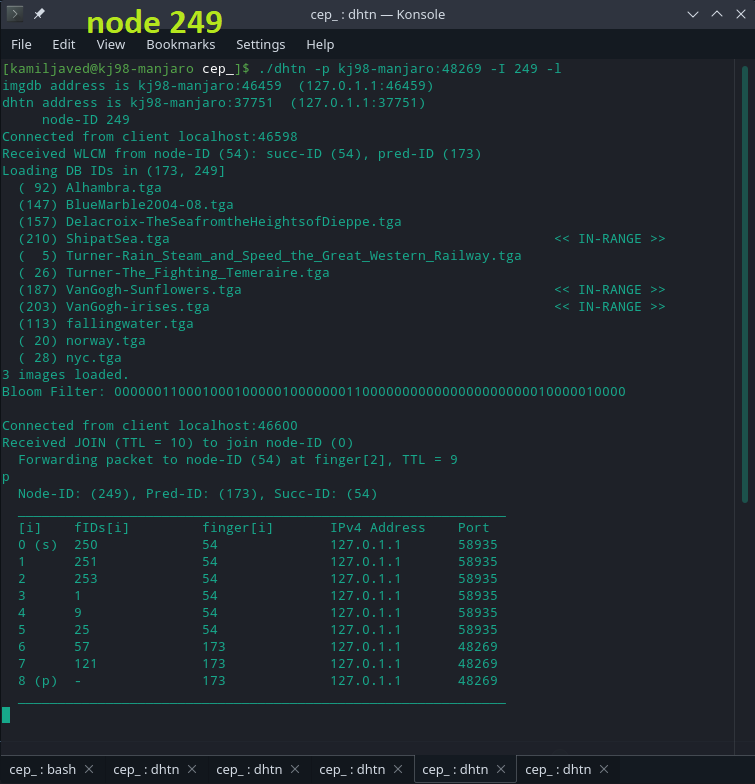 node 249
cep_ : dhtn — Konsole
File Edit View Bookmarks Settings Help
[kamiljaved@kj98-manjaro cep_]$ ./dhtn -p kj98-manjaro:48269 -I 249 -l
imgdb address is kj98-manjaro:46459 (127.0.1.1:46459)
dhtn address is kj98-manjaro:37751 (127.0.1.1:37751)
node-ID 249
Connected from client localhost:46598
Received WLCM from node-ID (54): succ-ID (54), pred-ID (173)
Loading DB IDs in (173, 249]
( 92) Alhambra.tga
(147) BlueMarble2004-08.tga
(157) Delacroix-TheSeafromtheHeightsofDieppe.tga
(210) ShipatSea.tga << IN-RANGE >>
( 5) Turner-Rain_Steam_and_Speed_the_Great_Western_Railway.tga
( 26) Turner-The_Fighting_Temeraire.tga
(187) VanGogh-Sunflowers.tga << IN-RANGE >>
(203) VanGogh-irises.tga << IN-RANGE >>
(113) fallingwater.tga
( 20) norway.tga
( 28) nyc.tga
3 images loaded.
Bloom Filter: 0000001100010001000001000000011000000000000000000000010000010000
Connected from client localhost:46600
Received JOIN (TTL = 10) to join node-ID (0)
Forwarding packet to node-ID (54) at finger[2], TTL = 9
p
Node-ID: (249), Pred-ID: (173), Succ-ID: (54)
[i] fIDs[i] finger[i] IPv4 Address Port
0 (s) 250 54 127.0.1.1 58935
1 251 54 127.0.1.1 58935
2 253 54 127.0.1.1 58935
3 1 54 127.0.1.1 58935
4 9 54 127.0.1.1 58935
5 25 54 127.0.1.1 58935
6 57 173 127.0.1.1 48269
7 121 173 127.0.1.1 48269
8 (p) - 173 127.0.1.1 48269
cep_ : bash cep_ : dhtn cep_ : dhtn cep_ : dhtn cep_ : dhtn cep_ : dhtn